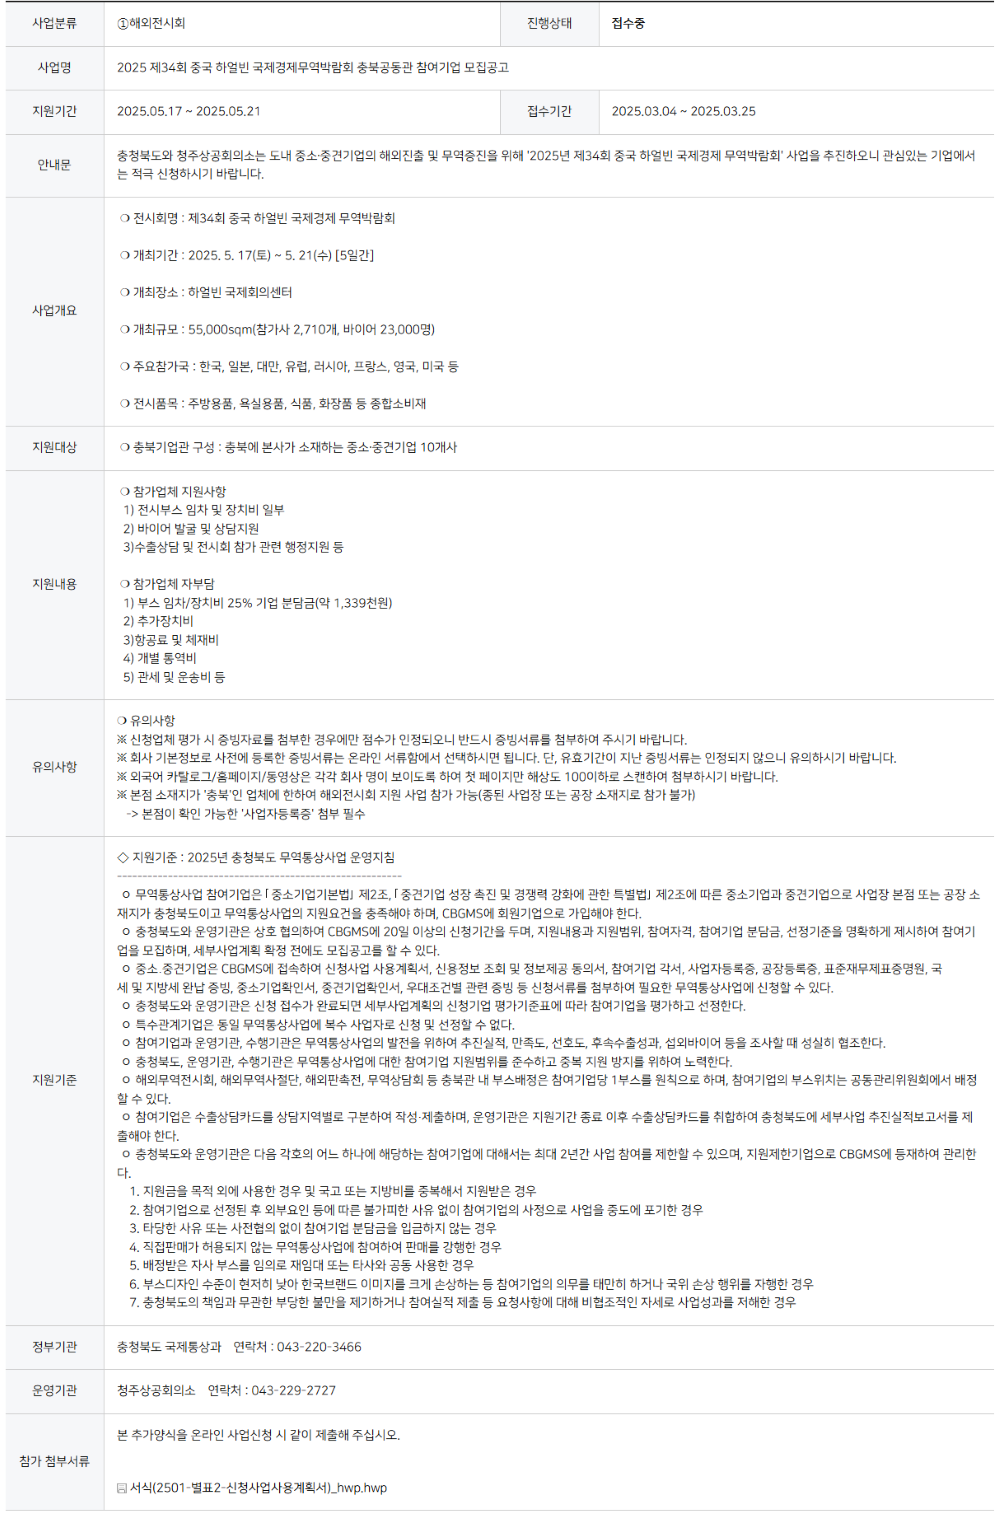 사업분류 ①해외전시회 진행상태 접수중
사업명 2025 제34회 중국 하얼빈 국제경제무역박람회 충북공동관 참여기업 모집공고
지원기간 2025.05.17 ~ 2025.05.21 접수기간 2025.03.04 ~ 2025.03.25
안내문 충청북도와 청주상공회의소는 도내 중소·중견기업의 해외진출 및 무역증진을 위해 '2025년 제34회 중국 하얼빈 국제경제 무역박람회' 사업을 추진하오니 관심있는 기업에서
는 적극 신청하시기 바랍니다.
사업개요
❍ 전시회명 : 제34회 중국 하얼빈 국제경제 무역박람회
❍ 개최기간 : 2025. 5. 17(토) ~ 5. 21(수) [5일간]
❍ 개최장소 : 하얼빈 국제회의센터
❍ 개최규모 : 55,000sqm(참가사 2,710개, 바이어 23,000명)
❍ 주요참가국 : 한국, 일본, 대만, 유럽, 러시아, 프랑스, 영국, 미국 등
❍ 전시품목 : 주방용품, 욕실용품, 식품, 화장품 등 종합소비재
지원대상 ❍ 충북기업관 구성 : 충북에 본사가 소재하는 중소·중견기업 10개사
지원내용
❍ 참가업체 지원사항
1) 전시부스 임차 및 장치비 일부
2) 바이어 발굴 및 상담지원
3)수출상담 및 전시회 참가 관련 행정지원 등
❍ 참가업체 자부담
1) 부스 임차/장치비 25% 기업 분담금(약 1,339천원)
2) 추가장치비
3)항공료 및 체재비
4) 개별 통역비
5) 관세 및 운송비 등
유의사항
❍ 유의사항
※ 신청업체 평가 시 증빙자료를 첨부한 경우에만 점수가 인정되오니 반드시 증빙서류를 첨부하여 주시기 바랍니다.
※ 회사 기본정보로 사전에 등록한 증빙서류는 온라인 서류함에서 선택하시면 됩니다. 단, 유효기간이 지난 증빙서류는 인정되지 않으니 유의하시기 바랍니다.
※ 외국어 카탈로그/홈페이지/동영상은 각각 회사 명이 보이도록 하여 첫 페이지만 해상도 100이하로 스캔하여 첨부하시기 바랍니다.
※ 본점 소재지가 '충북'인 업체에 한하여 해외전시회 지원 사업 참가 가능(종된 사업장 또는 공장 소재지로 참가 불가)
-> 본점이 확인 가능한 '사업자등록증' 첨부 필수
지원기준
◇ 지원기준 : 2025년 충청북도 무역통상사업 운영지침
--------------------------------------------------------
ㅇ 무역통상사업 참여기업은 ｢중소기업기본법｣ 제2조, ｢중견기업 성장 촉진 및 경쟁력 강화에 관한 특별법｣ 제2조에 따른 중소기업과 중견기업으로 사업장 본점 또는 공장 소
재지가 충청북도이고 무역통상사업의 지원요건을 충족해야 하며, CBGMS에 회원기업으로 가입해야 한다.
ㅇ 충청북도와 운영기관은 상호 협의하여 CBGMS에 20일 이상의 신청기간을 두며, 지원내용과 지원범위, 참여자격, 참여기업 분담금, 선정기준을 명확하게 제시하여 참여기
업을 모집하며, 세부사업계획 확정 전에도 모집공고를 할 수 있다.
ㅇ 중소.중견기업은 CBGMS에 접속하여 신청사업 사용계획서, 신용정보 조회 및 정보제공 동의서, 참여기업 각서, 사업자등록증, 공장등록증, 표준재무제표증명원, 국
세 및 지방세 완납 증빙, 중소기업확인서, 중견기업확인서, 우대조건별 관련 증빙 등 신청서류를 첨부하여 필요한 무역통상사업에 신청할 수 있다.
ㅇ 충청북도와 운영기관은 신청 접수가 완료되면 세부사업계획의 신청기업 평가기준표에 따라 참여기업을 평가하고 선정한다.
ㅇ 특수관계기업은 동일 무역통상사업에 복수 사업자로 신청 및 선정할 수 없다.
ㅇ 참여기업과 운영기관, 수행기관은 무역통상사업의 발전을 위하여 추진실적, 만족도, 선호도, 후속수출성과, 섭외바이어 등을 조사할 때 성실히 협조한다.
ㅇ 충청북도, 운영기관, 수행기관은 무역통상사업에 대한 참여기업 지원범위를 준수하고 중복 지원 방지를 위하여 노력한다.
ㅇ 해외무역전시회, 해외무역사절단, 해외판촉전, 무역상담회 등 충북관 내 부스배정은 참여기업당 1부스를 원칙으로 하며, 참여기업의 부스위치는 공동관리위원회에서 배정
할 수 있다.
ㅇ 참여기업은 수출상담카드를 상담지역별로 구분하여 작성·제출하며, 운영기관은 지원기간 종료 이후 수출상담카드를 취합하여 충청북도에 세부사업 추진실적보고서를 제
출해야 한다.
ㅇ 충청북도와 운영기관은 다음 각호의 어느 하나에 해당하는 참여기업에 대해서는 최대 2년간 사업 참여를 제한할 수 있으며, 지원제한기업으로 CBGMS에 등재하여 관리한
다.
1. 지원금을 목적 외에 사용한 경우 및 국고 또는 지방비를 중복해서 지원받은 경우
2. 참여기업으로 선정된 후 외부요인 등에 따른 불가피한 사유 없이 참여기업의 사정으로 사업을 중도에 포기한 경우
3. 타당한 사유 또는 사전협의 없이 참여기업 분담금을 입금하지 않는 경우
4. 직접판매가 허용되지 않는 무역통상사업에 참여하여 판매를 강행한 경우
5. 배정받은 자사 부스를 임의로 재임대 또는 타사와 공동 사용한 경우
6. 부스디자인 수준이 현저히 낮아 한국브랜드 이미지를 크게 손상하는 등 참여기업의 의무를 태만히 하거나 국위 손상 행위를 자행한 경우
7. 충청북도의 책임과 무관한 부당한 불만을 제기하거나 참여실적 제출 등 요청사항에 대해 비협조적인 자세로 사업성과를 저해한 경우
정부기관 충청북도 국제통상과 연락처 : 043-220-3466
운영기관 청주상공회의소 연락처 : 043-229-2727
참가 첨부서류
본 추가양식을 온라인 사업신청 시 같이 제출해 주십시오.
서식(2501-별표2-신청사업사용계획서)_hwp.hwp